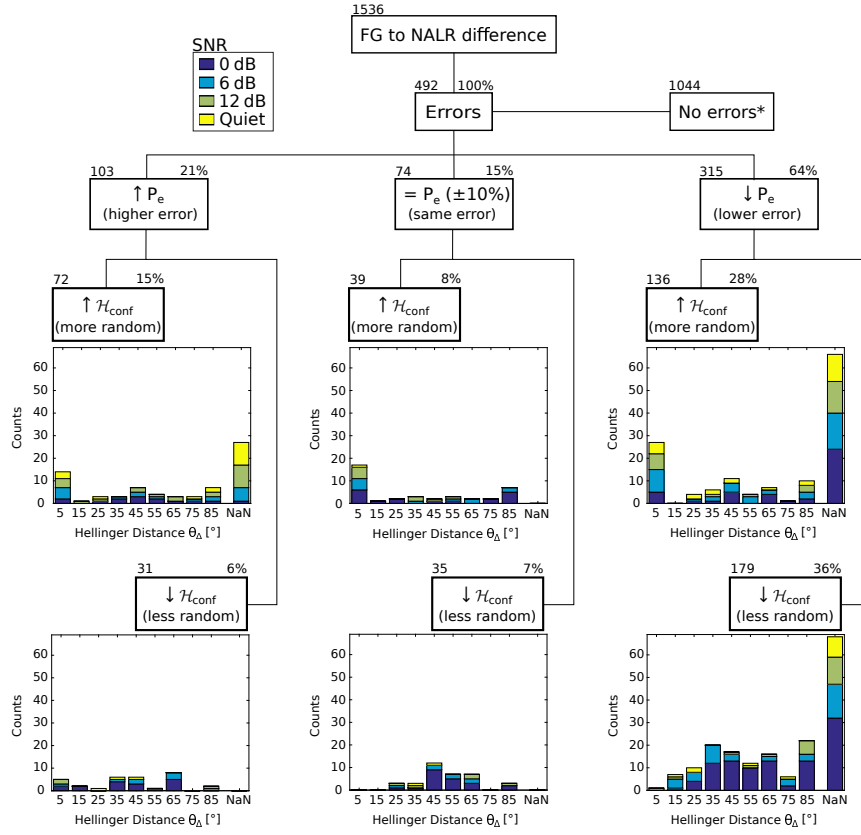 1536
FG to NALR difference
SNR
0 dB
6 dB
12 dB
Quiet
492 100%
Errors
1044
No errors*
103 21%
↑ Pe
(higher error)
74 15%
= Pe (±10%)
(same error)
315 64%
↓ Pe
(lower error)
72 15%
↑ ℋconf
(more random)
39 8%
↑ ℋconf
(more random)
136 28%
↑ ℋconf
(more random)
Counts
60
50
40
30
20
10
0
5 15 25 35 45 55 65 75 85 NaN
Hellinger Distance θΔ [°]
Counts
60
50
40
30
20
10
0
5 15 25 35 45 55 65 75 85 NaN
Hellinger Distance θΔ [°]
Counts
60
50
40
30
20
10
0
5 15 25 35 45 55 65 75 85 NaN
Hellinger Distance θΔ [°]
31 6%
↓ ℋconf
(less random)
35 7%
↓ ℋconf
(less random)
179 36%
↓ ℋconf
(less random)
Counts
60
50
40
30
20
10
0
5 15 25 35 45 55 65 75 85 NaN
Hellinger Distance θΔ [°]
Counts
60
50
40
30
20
10
0
5 15 25 35 45 55 65 75 85 NaN
Hellinger Distance θΔ [°]
Counts
60
50
40
30
20
10
0
5 15 25 35 45 55 65 75 85 NaN
Hellinger Distance θΔ [°]